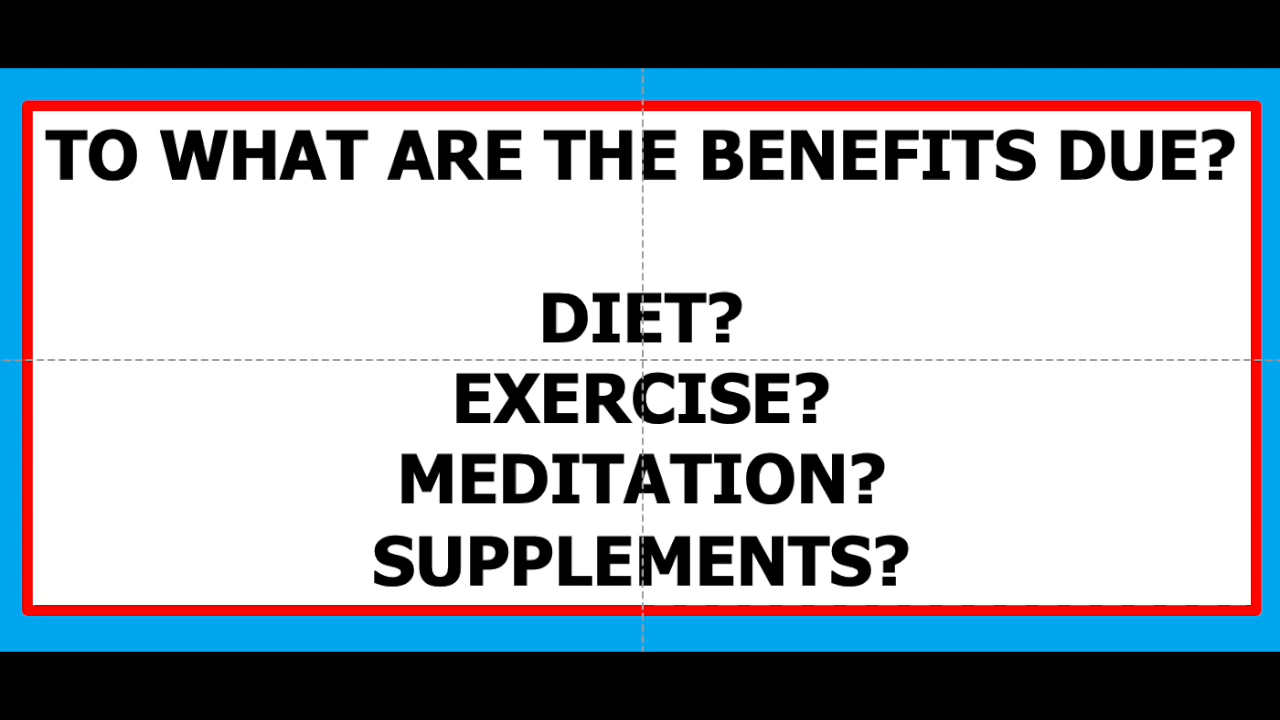 TO WHAT ARE THE BENEFITS DUE?
DIET?
EXERCISE?
MEDITATION?
SUPPLEMENTS?